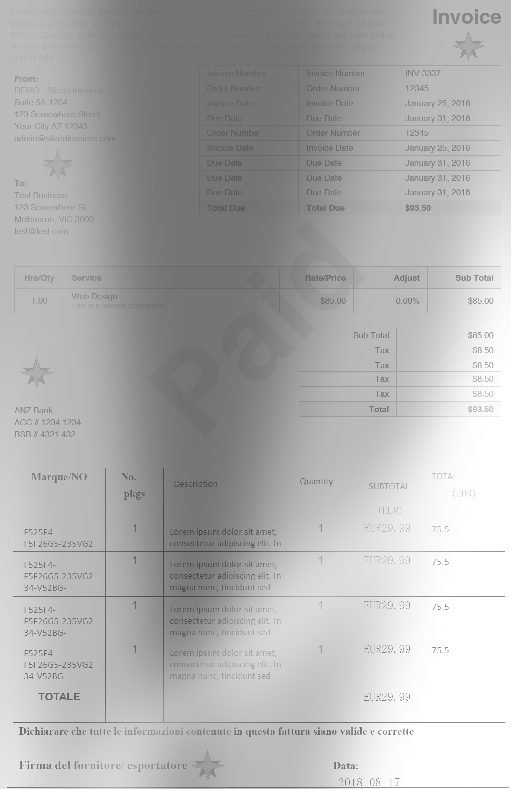 Invoice
From:
DEMO - Sliced Invoices
Suite 5A-1204
123 Somewhere Street
Your City AZ 12345
admin@slicedinvoices.com
Invoice Number Invoice Number INV-3337
Order Number Order Number 12345
Invoice Date Invoice Date January 25, 2016
Due Date Due Date January 31, 2016
Order Number Order Number 12345
Invoice Date Invoice Date January 25, 2016
Due Date Due Date January 31, 2016
Due Date Due Date January 31, 2016
Due Date Due Date January 31, 2016
Total Due Total Due $93.50
To:
Test Business
123 Somewhere St
Melbourne, VIC 3000
test@test.com
Paid
Hrs/Qty Service Rate/Price Adjust Sub Total
1.00 Web Design $85.00 0.00% $85.00
This is a sample description
Sub Total $85.00
Tax $8.50
Tax $8.50
Tax $8.50
Tax $8.50
Total $93.50
ANZ Bank
ACC # 1234 1234
BSB # 4321 432
Marque/NO No. pkgs Description Quantity SUBTOTAL (EUR) TOTAL (EUR)
F525F4- 1 Lorem ipsum dolor sit amet, 1 EUR29.99 75.5
F5F26G5-235VG2 consectetur adipiscing elit. In
F525F4- 1 Lorem ipsum dolor sit amet, 1 EUR29.99 75.5
F5F26G5-235VG2 consectetur adipiscing elit. In
34-V52BG- magna nunc, tincidunt sed
F525F4- 1 Lorem ipsum dolor sit amet, 1 EUR29.99 75.5
F5F26G5-235VG2 consectetur adipiscing elit. In
34-V52BG- magna nunc, tincidunt sed
F525F4- 1 Lorem ipsum dolor sit amet, 1 EUR29.99 75.5
F5F26G5-235VG2 consectetur adipiscing elit. In
34-V52BG- magna nunc, tincidunt sed
TOTALE EUR29.99
Dichiarare che tutte le informazioni contenute in questa fattura siano valide e corrette
Firma del fornitore/ esportatore Data:
2018-08-17